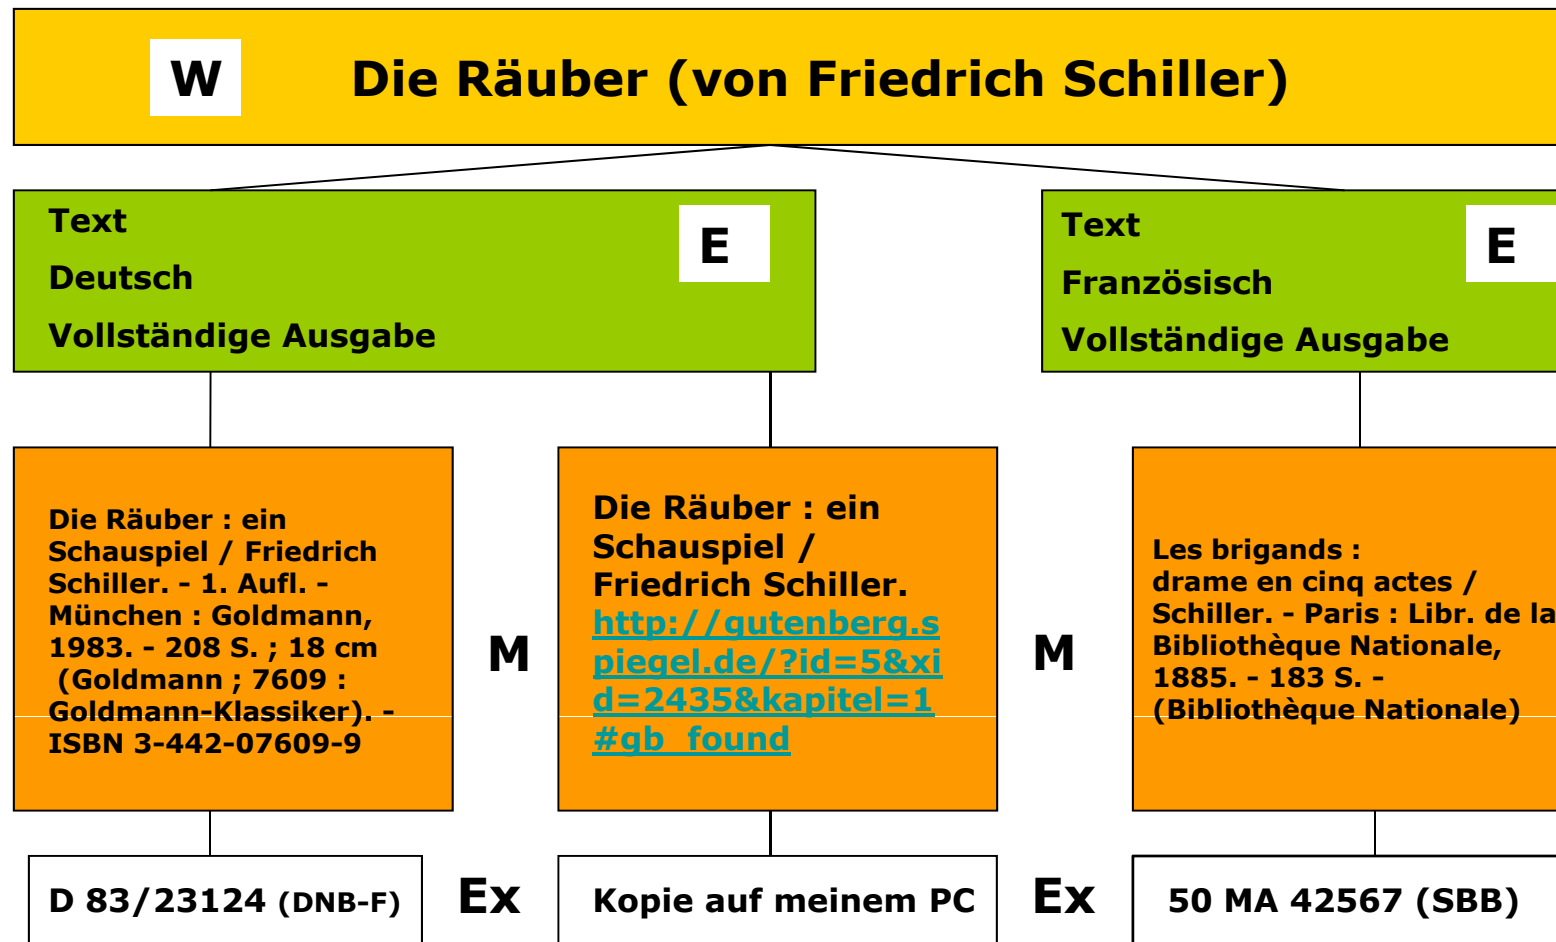 W Die Räuber (von Friedrich Schiller)
Text
Deutsch
Vollständige Ausgabe
E
Text
Französisch
Vollständige Ausgabe
E
Die Räuber : ein
Schauspiel / Friedrich
Schiller. - 1. Aufl. -
München : Goldmann,
1983. - 208 S. ; 18 cm
(Goldmann ; 7609 :
Goldmann-Klassiker). -
ISBN 3-442-07609-9
M
Die Räuber : ein
Schauspiel /
Friedrich Schiller.
http://gutenberg.s
piegel.de/?id=5&xi
d=2435&kapitel=1
#gb_found
M
Les brigands :
drame en cinq actes /
Schiller. - Paris : Libr. de la
Bibliothèque Nationale,
1885. - 183 S. -
(Bibliothèque Nationale)
D 83/23124 (DNB-F)
Ex
Kopie auf meinem PC
Ex
50 MA 42567 (SBB)